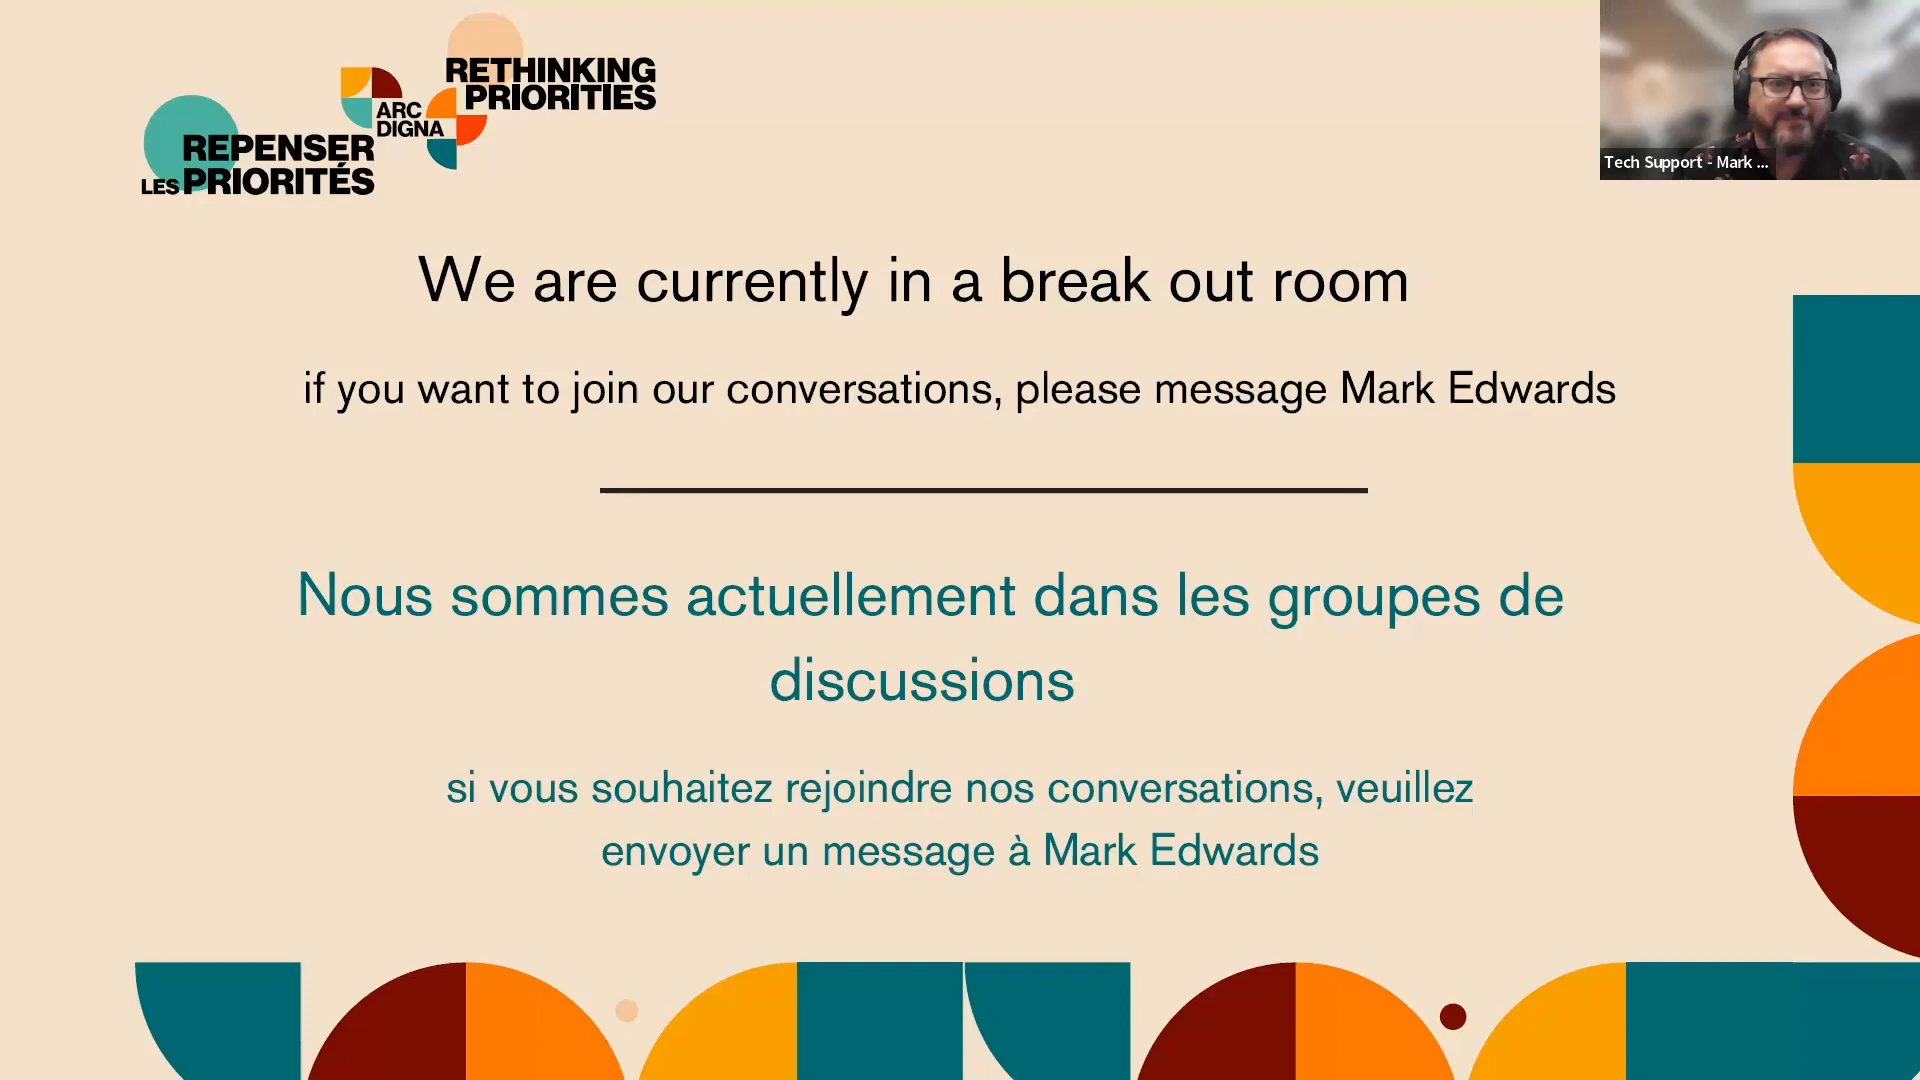 RETHINKING
PRIORITIES
ARC
DIGNA
REPENSER
LES PRIORITÉS
Tech Support - Mark ...
We are currently in a break out room
if you want to join our conversations, please message Mark Edwards
Nous sommes actuellement dans les groupes de
discussions
si vous souhaitez rejoindre nos conversations, veuillez
envoyer un message à Mark Edwards